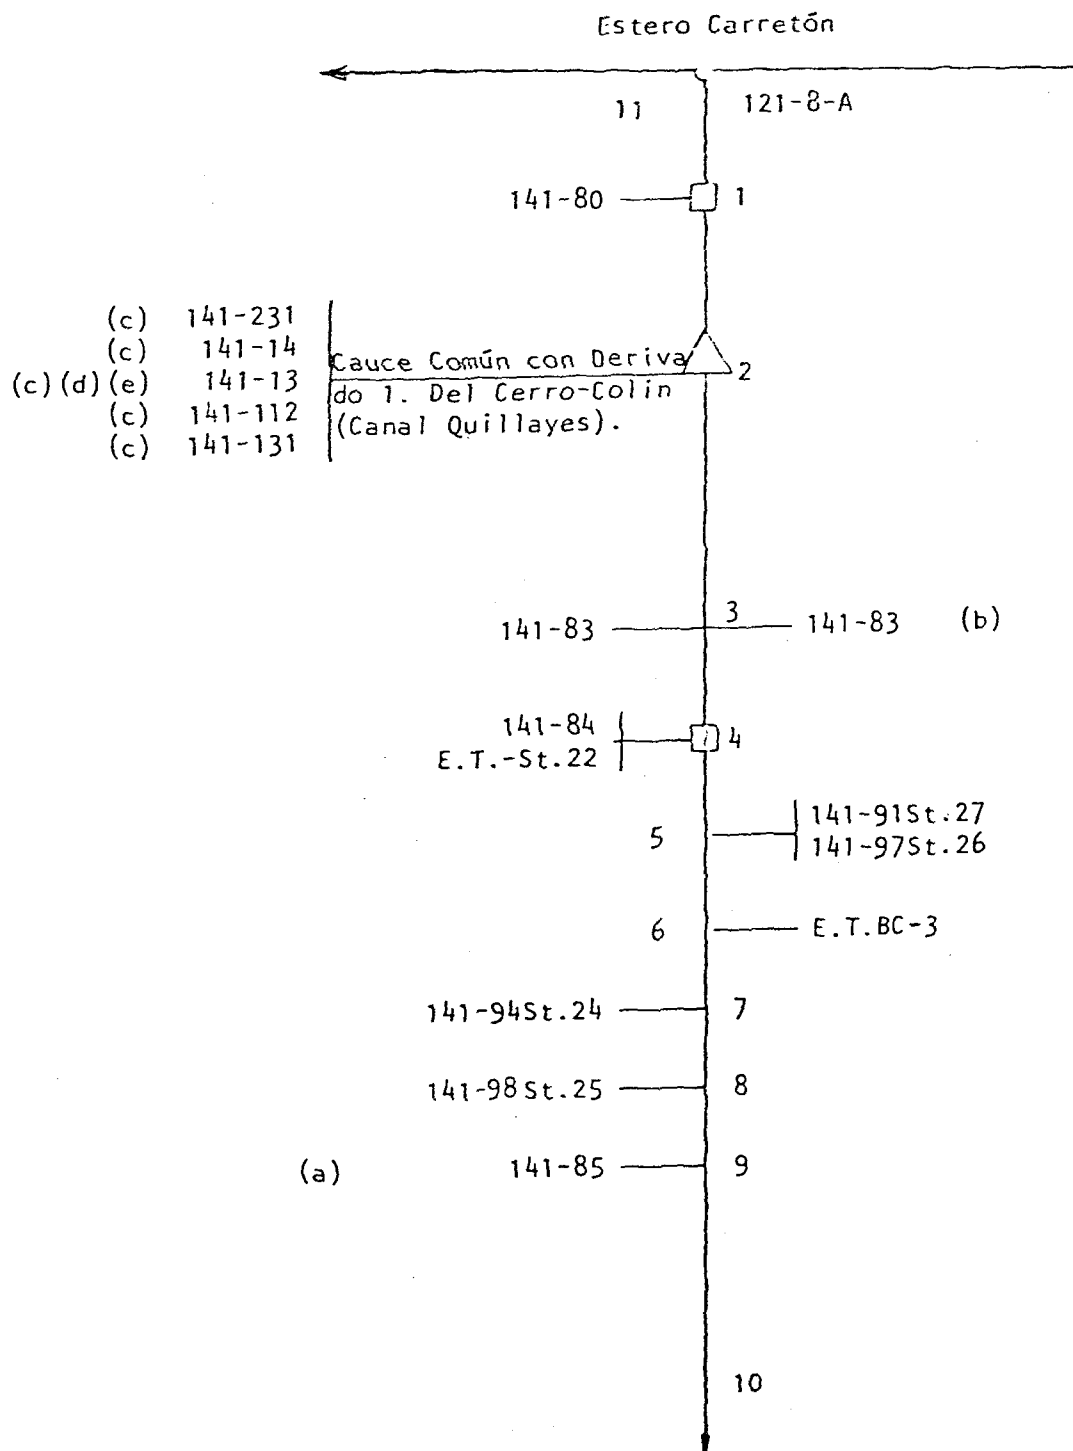 Estero Carretón
11 121-8-A
141-80 1
(c) 141-231
(c) 141-14
(c)(d)(e) 141-13
(c) 141-112
(c) 141-131
Cauce Común con Deriva
do 1. Del Cerro-Colin
(Canal Quillayes).
2
3
141-83 141-83 (b)
141-84
E.T.-St.22
4
5
141-91St.27
141-97St.26
6 E.T.BC-3
141-94St.24 7
141-98St.25 8
(a) 141-85 9
10